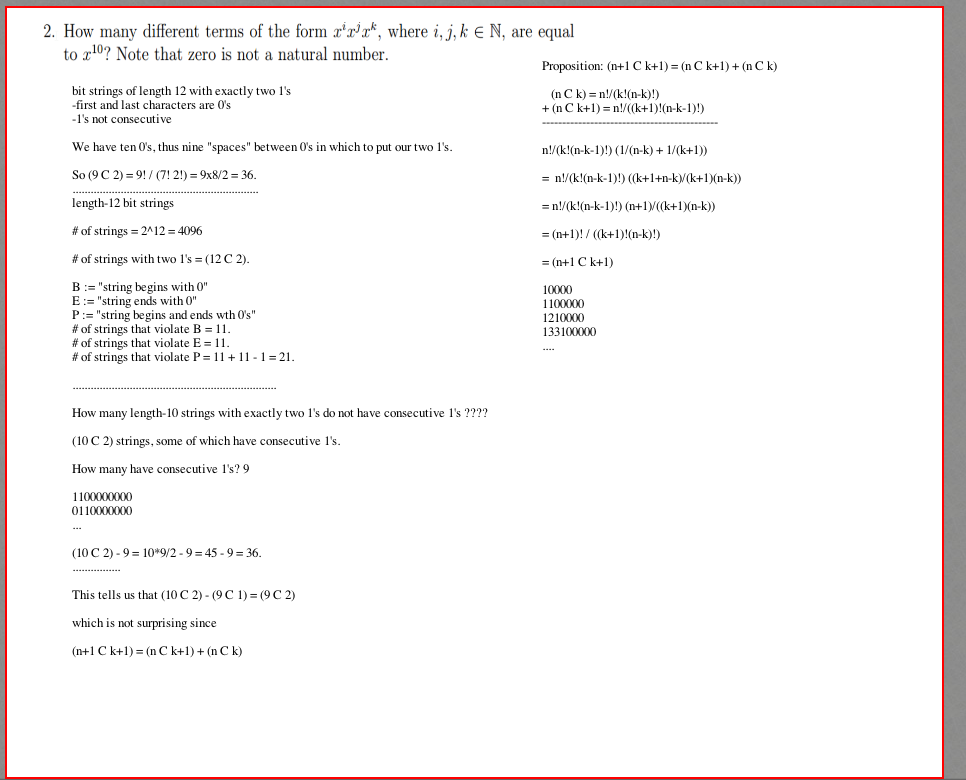 2. How many different terms of the form xⁱxʲxᵏ, where i, j, k ∈ ℕ, are equal
to x¹⁰? Note that zero is not a natural number.
bit strings of length 12 with exactly two 1's
-first and last characters are 0's
-1's not consecutive
We have ten 0's, thus nine "spaces" between 0's in which to put our two 1's.
So (9 C 2) = 9! / (7! 2!) = 9x8/2 = 36.
..............................................................
length-12 bit strings
# of strings = 2^12 = 4096
# of strings with two 1's = (12 C 2).
B := "string begins with 0"
E := "string ends with 0"
P := "string begins and ends wth 0's"
# of strings that violate B = 11.
# of strings that violate E = 11.
# of strings that violate P = 11 + 11 - 1 = 21.
....................................................................
How many length-10 strings with exactly two 1's do not have consecutive 1's ????
(10 C 2) strings, some of which have consecutive 1's.
How many have consecutive 1's? 9
1100000000
0110000000
...
(10 C 2) - 9 = 10*9/2 - 9 = 45 - 9 = 36.
................
This tells us that (10 C 2) - (9 C 1) = (9 C 2)
which is not surprising since
(n+1 C k+1) = (n C k+1) + (n C k)
Proposition: (n+1 C k+1) = (n C k+1) + (n C k)
(n C k) = n!/(k!(n-k)!)
+ (n C k+1) = n!/((k+1)!(n-k-1)!)
--------------------------------------------
n!/(k!(n-k-1)!) (1/(n-k) + 1/(k+1))
= n!/(k!(n-k-1)!) ((k+1+n-k)/(k+1)(n-k))
= n!/(k!(n-k-1)!) (n+1)/((k+1)(n-k))
= (n+1)! / ((k+1)!(n-k)!)
= (n+1 C k+1)
10000
1100000
1210000
133100000
....